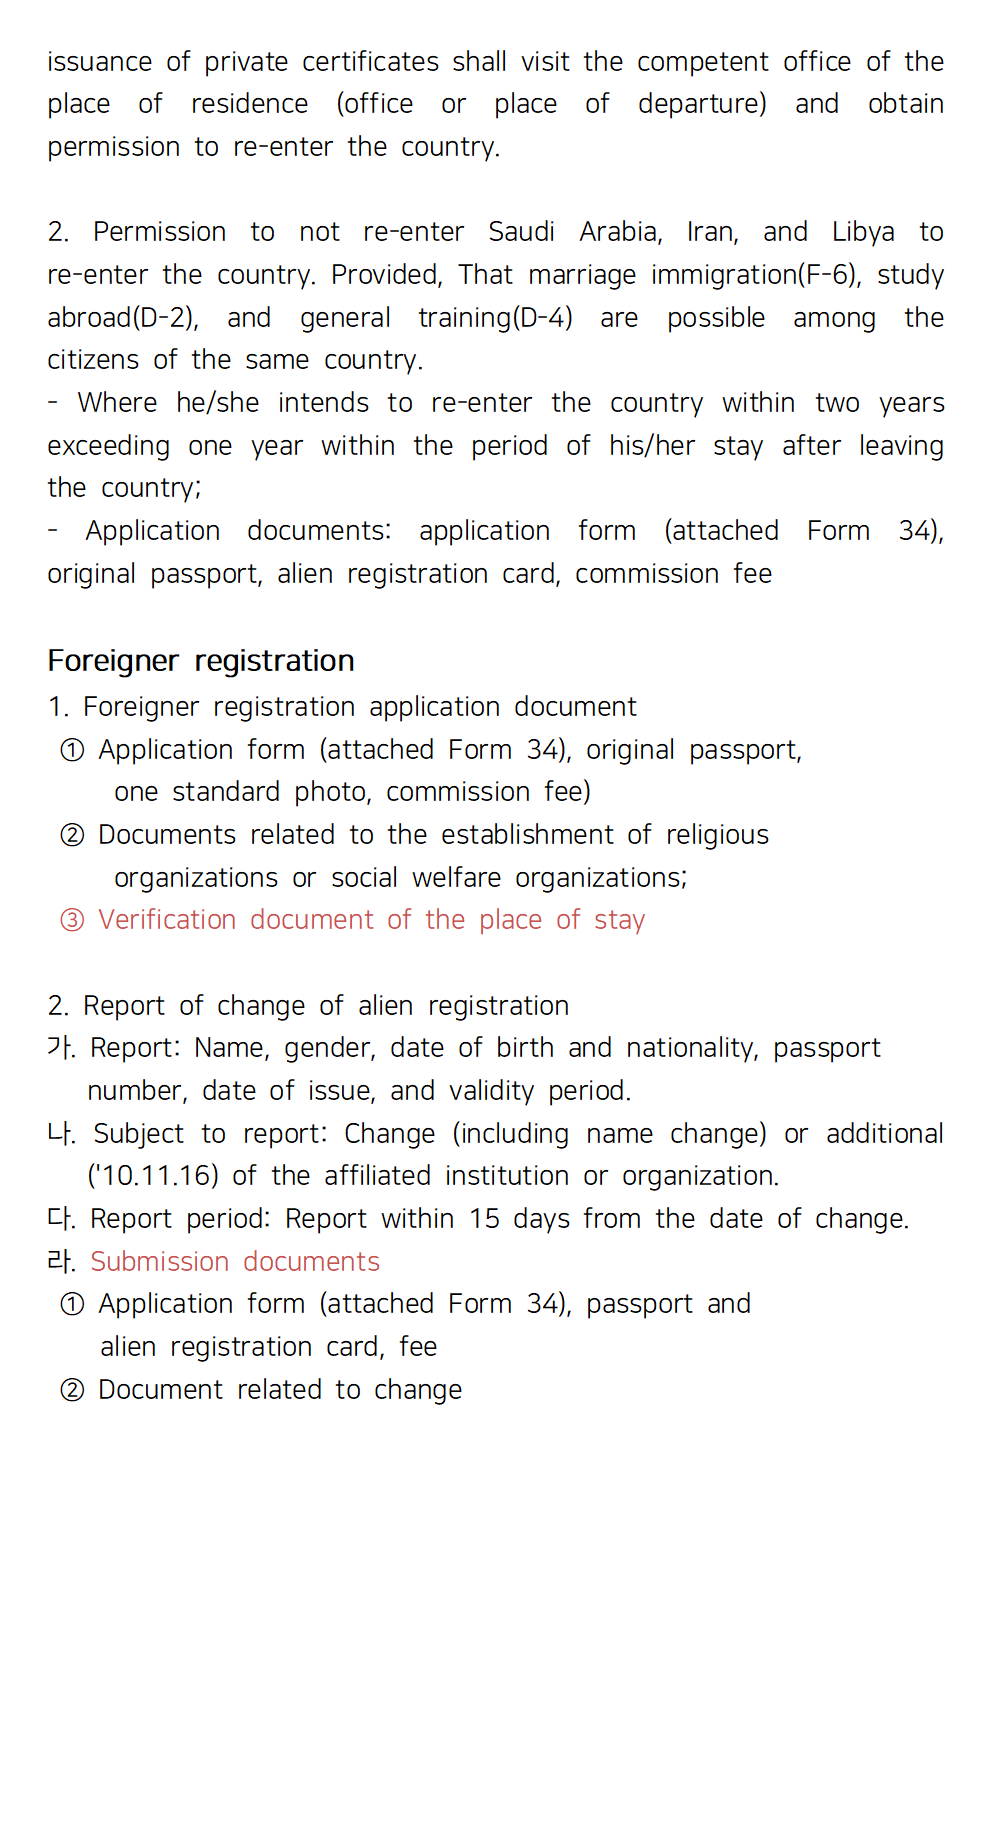 issuance of private certificates shall visit the competent office of the
place of residence (office or place of departure) and obtain
permission to re-enter the country.
2. Permission to not re-enter Saudi Arabia, Iran, and Libya to
re-enter the country. Provided, That marriage immigration(F-6), study
abroad(D-2), and general training(D-4) are possible among the
citizens of the same country.
- Where he/she intends to re-enter the country within two years
exceeding one year within the period of his/her stay after leaving
the country;
- Application documents: application form (attached Form 34),
original passport, alien registration card, commission fee
Foreigner registration
1. Foreigner registration application document
① Application form (attached Form 34), original passport,
one standard photo, commission fee)
② Documents related to the establishment of religious
organizations or social welfare organizations;
③ Verification document of the place of stay
2. Report of change of alien registration
가. Report: Name, gender, date of birth and nationality, passport
number, date of issue, and validity period.
나. Subject to report: Change (including name change) or additional
('10.11.16) of the affiliated institution or organization.
다. Report period: Report within 15 days from the date of change.
라. Submission documents
① Application form (attached Form 34), passport and
alien registration card, fee
② Document related to change